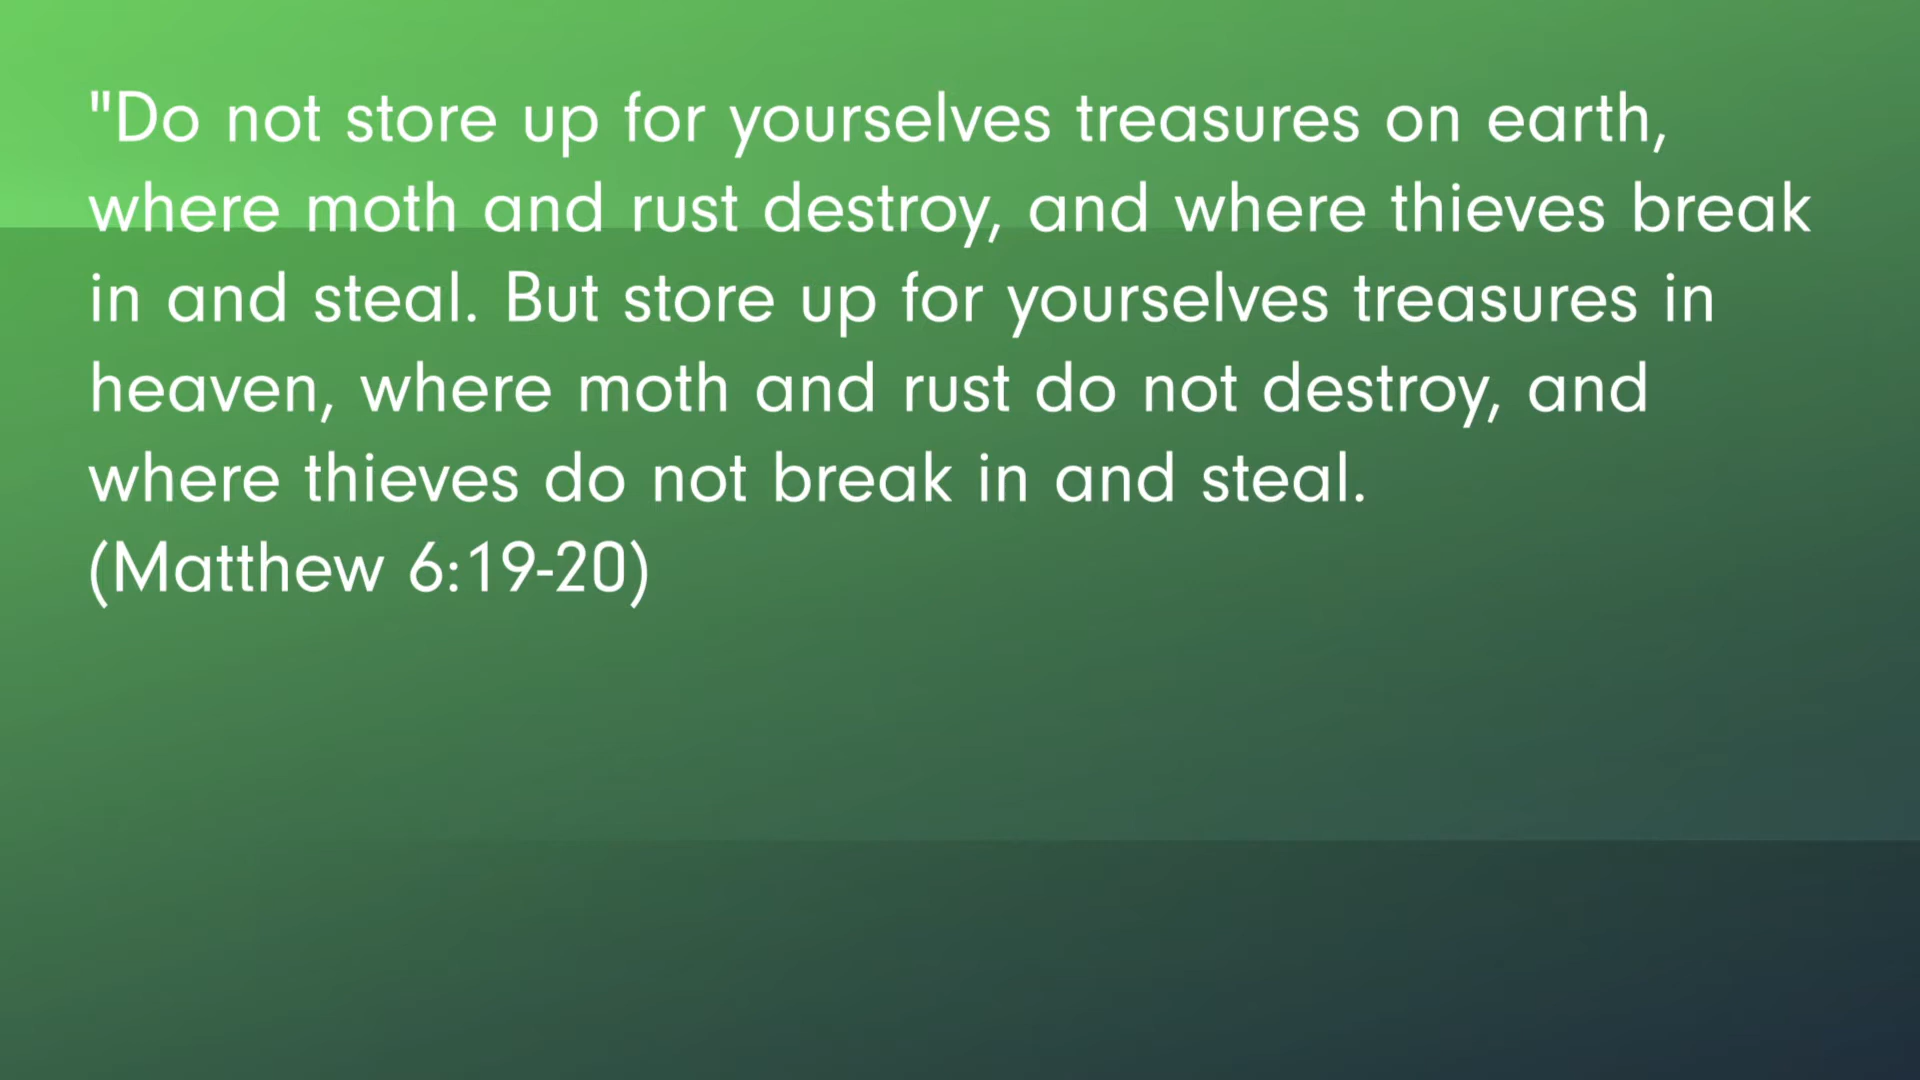 "Do not store up for yourselves treasures on earth,
where moth and rust destroy, and where thieves break
in and steal. But store up for yourselves treasures in
heaven, where moth and rust do not destroy, and
where thieves do not break in and steal.
(Matthew 6:19-20)